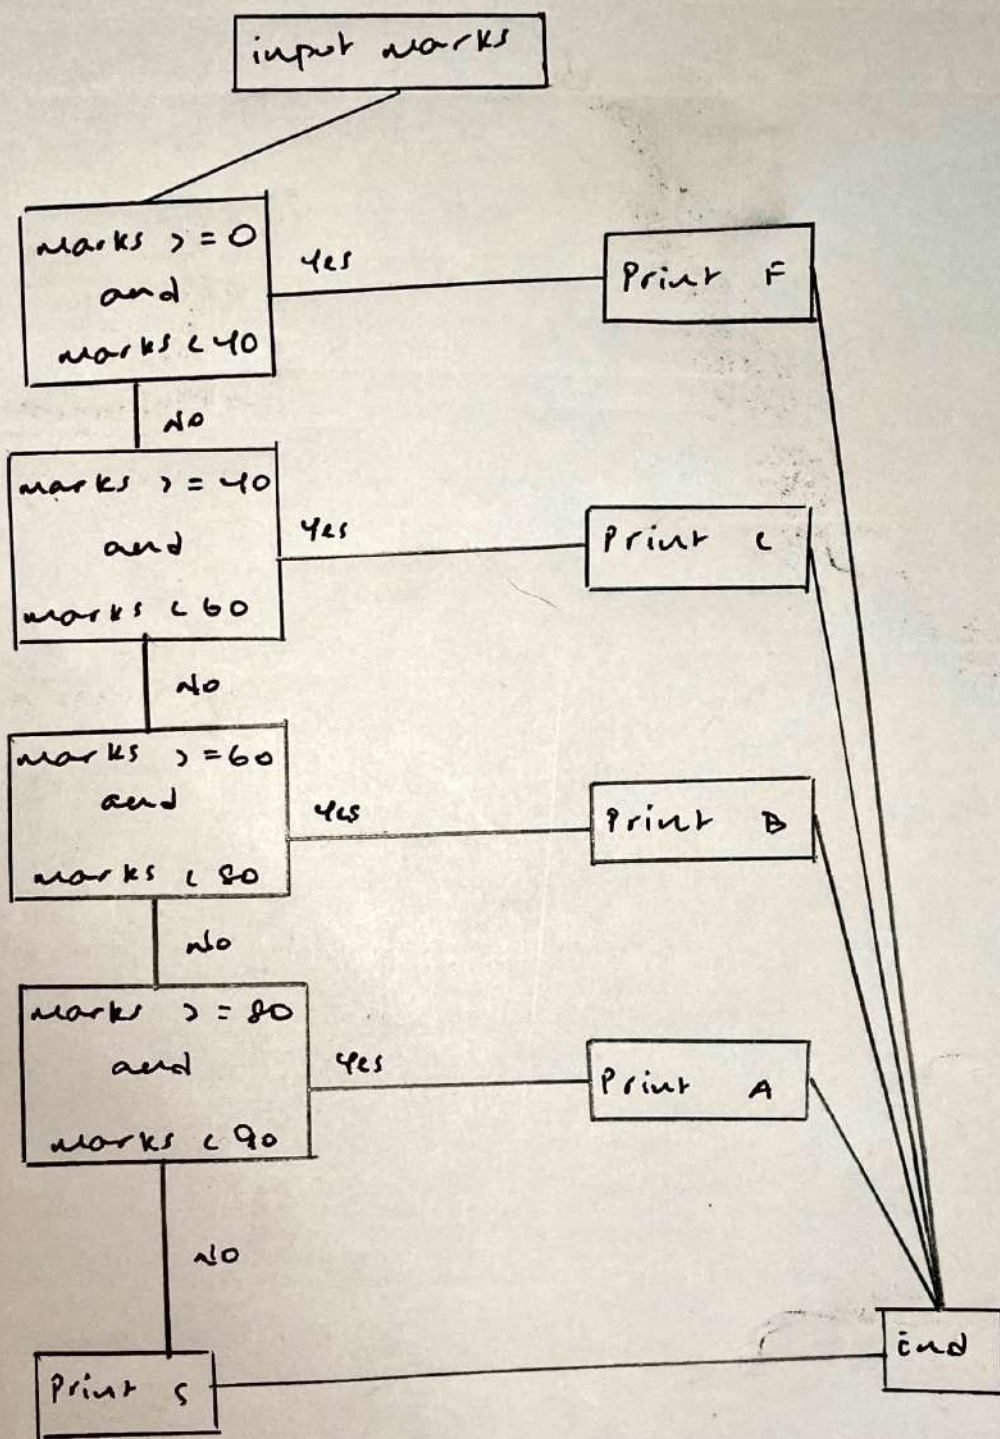 input marks
marks >= 0
and
marks < 40
Yes
Print F
No
marks >= 40
and
marks < 60
Yes
Print C
No
marks >= 60
and
marks < 80
Yes
Print B
No
marks >= 80
and
marks < 90
Yes
Print A
No
Print S
End